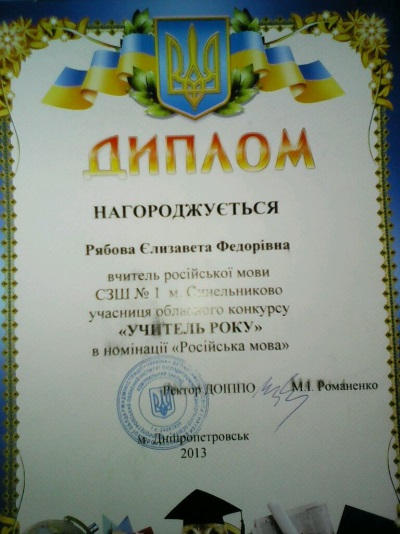 ДИПЛОМ
НАГОРОДЖУЄТЬСЯ
Рябова Єлизавета Федорівна
вчитель російської мови
СЗШ № 1 м. Синельниково
учасниця обласного конкурсу
«УЧИТЕЛЬ РОКУ»
в номінації «Російська мова»
Ректор ДОІППО М.І. Романенко
м. Дніпропетровськ
2013